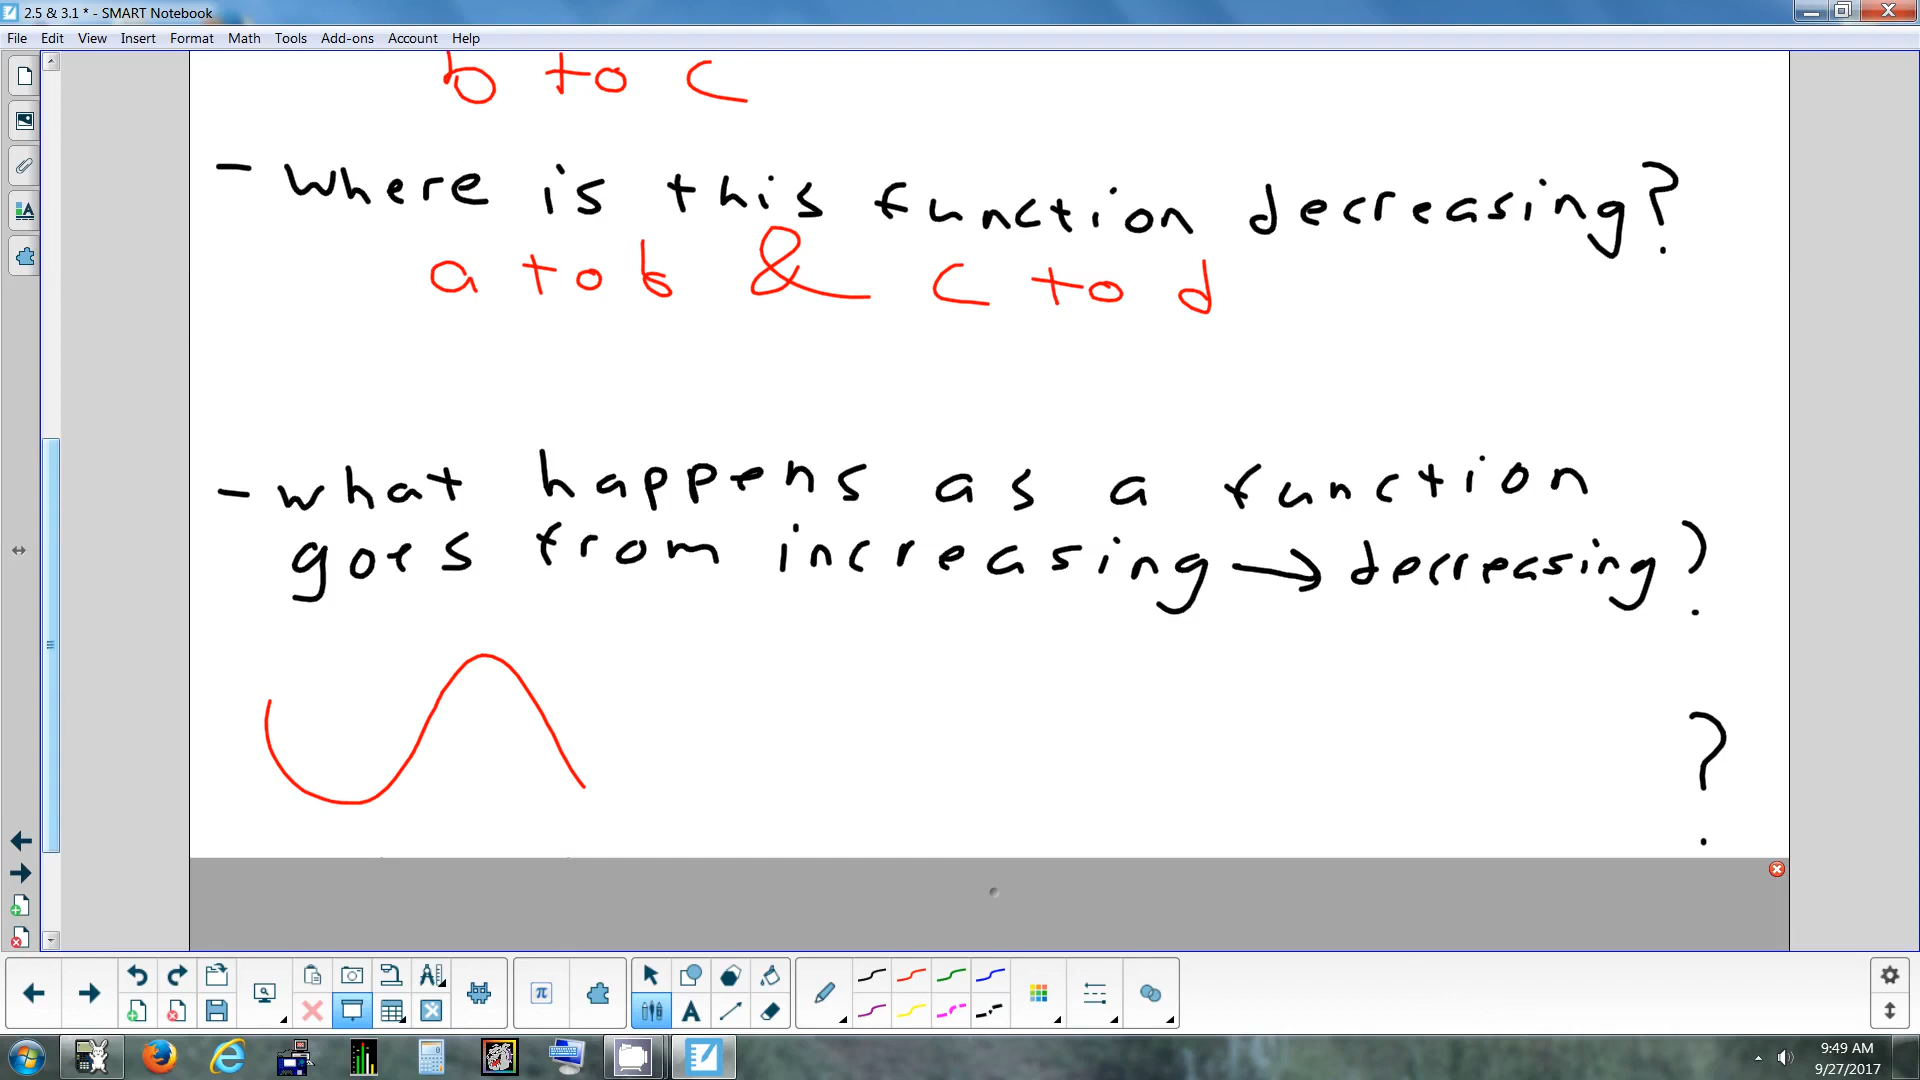 2.5 & 3.1 * - SMART Notebook
File Edit View Insert Format Math Tools Add-ons Account Help
b to c
- where is this function decreasing?
a to b & c to d
- what happens as a function
goes from increasing → decreasing?
?
π
A
9:49 AM
9/27/2017